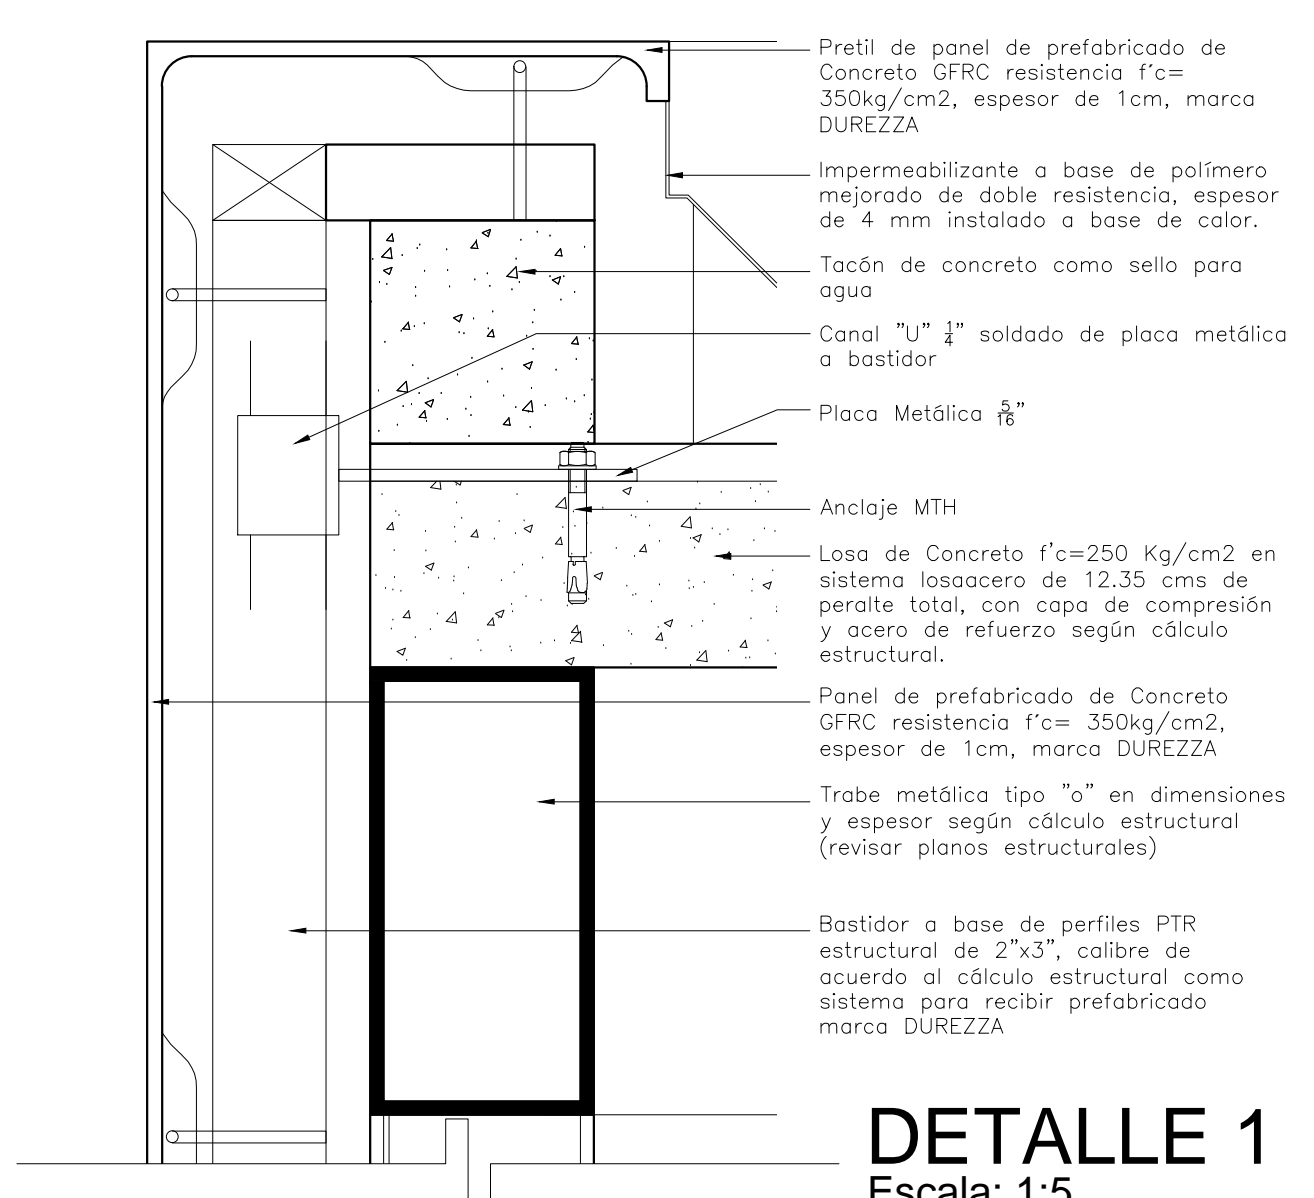 Pretil de panel de prefabricado de
Concreto GFRC resistencia f´c=
350kg/cm2, espesor de 1cm, marca
DUREZZA
Impermeabilizante a base de polímero
mejorado de doble resistencia, espesor
de 4 mm instalado a base de calor.
Tacón de concreto como sello para
agua
Canal "U" 1/4" soldado de placa metálica
a bastidor
Placa Metálica 5/16"
Anclaje MTH
Losa de Concreto f'c=250 Kg/cm2 en
sistema losaacero de 12.35 cms de
peralte total, con capa de compresión
y acero de refuerzo según cálculo
estructural.
Panel de prefabricado de Concreto
GFRC resistencia f´c= 350kg/cm2,
espesor de 1cm, marca DUREZZA
Trabe metálica tipo "o" en dimensiones
y espesor según cálculo estructural
(revisar planos estructurales)
Bastidor a base de perfiles PTR
estructural de 2"x3", calibre de
acuerdo al cálculo estructural como
sistema para recibir prefabricado
marca DUREZZA
DETALLE 1
Escala: 1:5